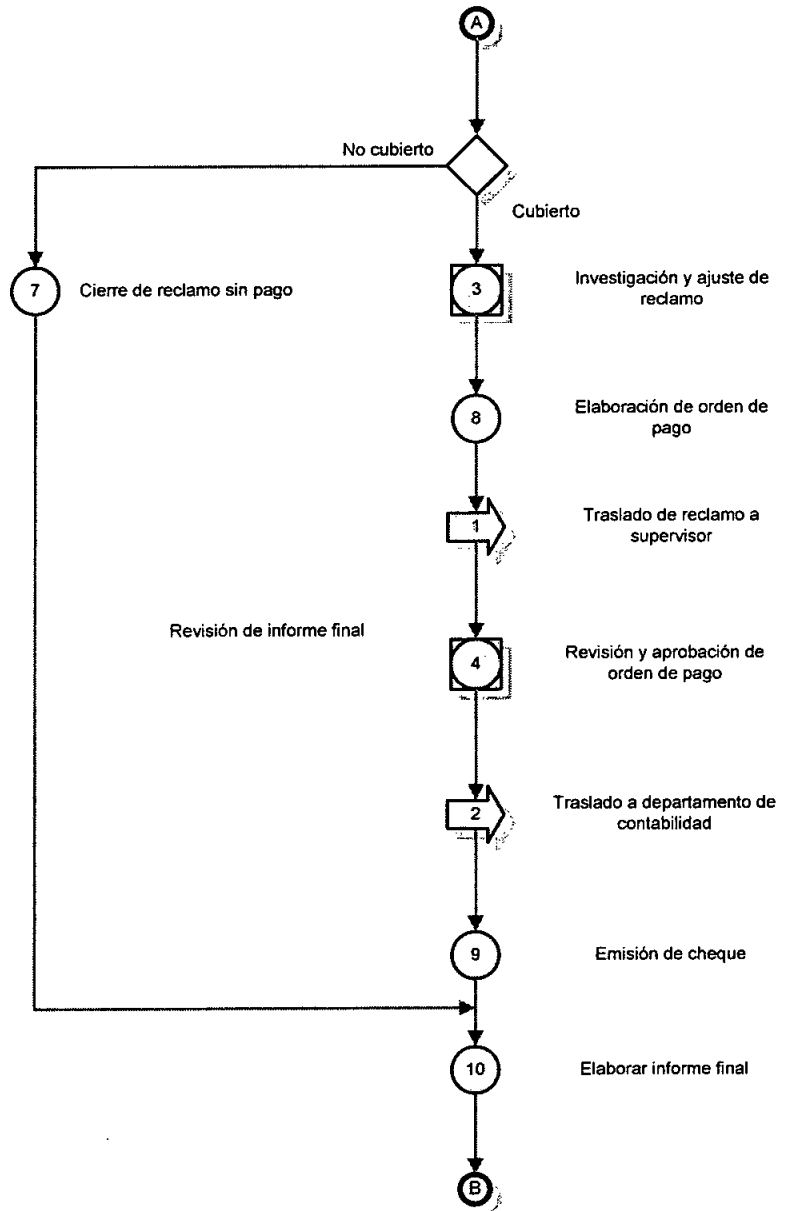 A
No cubierto
Cubierto
7
Cierre de reclamo sin pago
3
Investigación y ajuste de
reclamo
8
Elaboración de orden de
pago
1
Traslado de reclamo a
supervisor
Revisión de informe final
4
Revisión y aprobación de
orden de pago
2
Traslado a departamento de
contabilidad
9
Emisión de cheque
10
Elaborar informe final
B